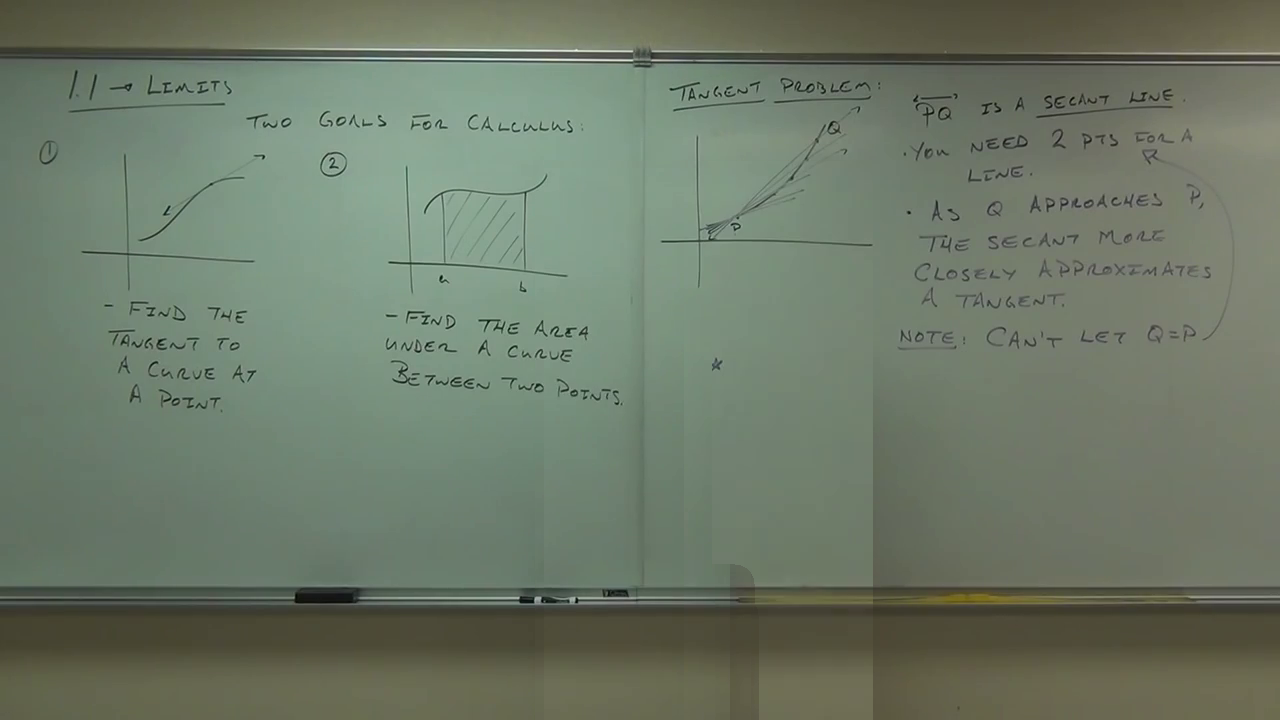 1.1 → LIMITS
TWO GOALS FOR CALCULUS:
①
②
a
b
- FIND THE
TANGENT TO
A CURVE AT
A POINT.
- FIND THE AREA
UNDER A CURVE
BETWEEN TWO POINTS.
TANGENT PROBLEM:
Q
P
*
PQ IS A SECANT LINE.
• YOU NEED 2 PTS FOR A
LINE.
• AS Q APPROACHES P,
THE SECANT MORE
CLOSELY APPROXIMATES
A TANGENT.
NOTE: CAN'T LET Q=P